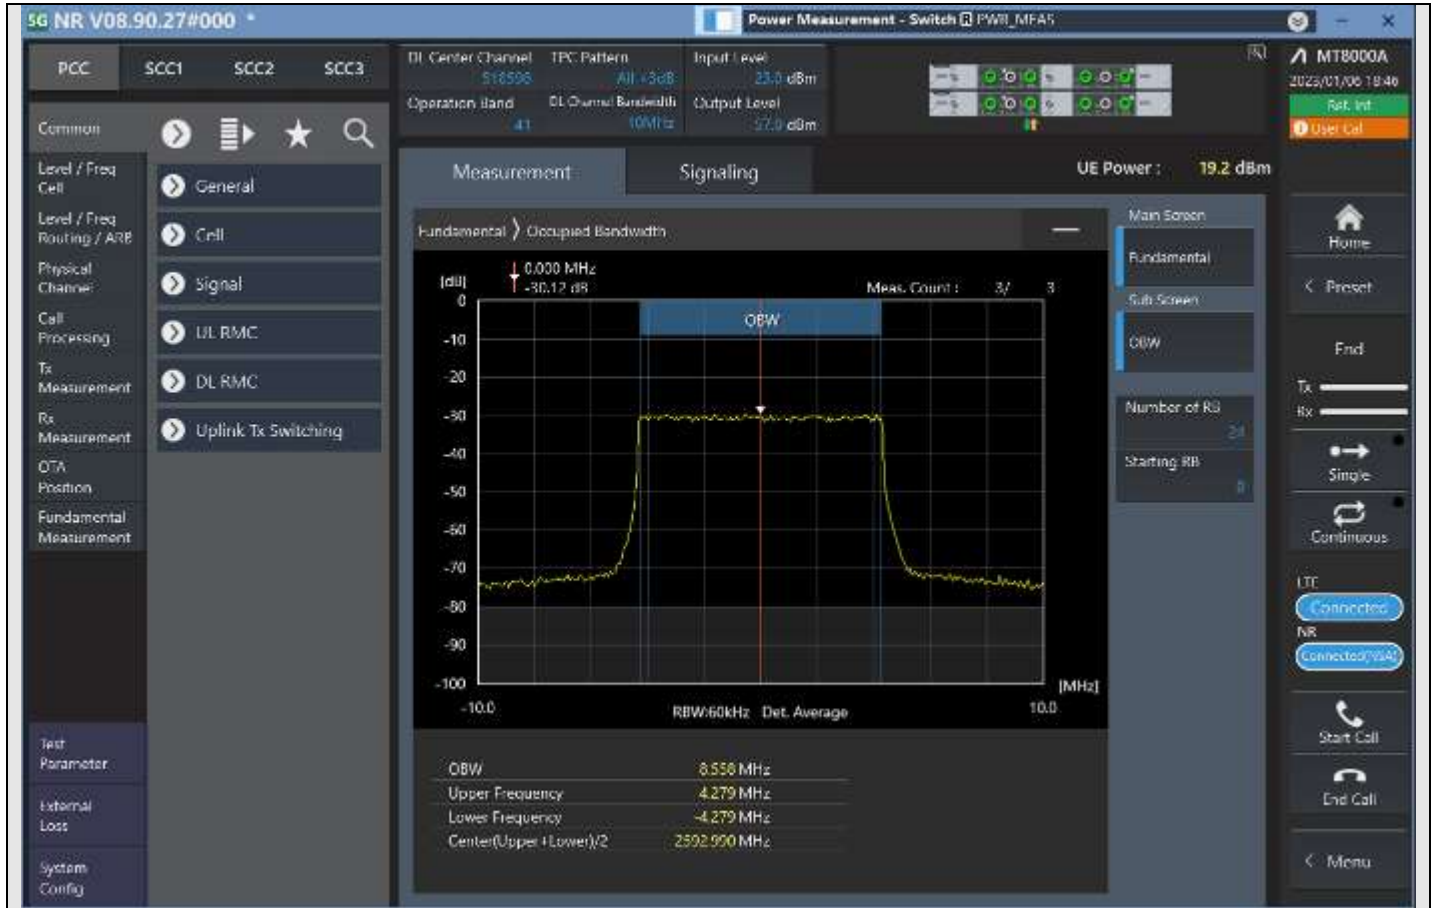 5G NR V08.90.27#000 *
Power Measurement - Switch PWR_MEAS
PCC SCC1 SCC2 SCC3
DL Center Channel TPC Pattern Input Level
518598 All +3dB 23.0 dBm
Operation Band DL Channel Bandwidth Output Level
41 10MHz dBm
MT8000A
2023/01/06 18:46
Ref. Int
User Cal
Common
Level / Freq
Cell
Level / Freq
Routing / ARB
Physical
Channel
Call
Processing
Tx
Measurement
Rx
Measurement
OTA
Position
Fundamental
Measurement
Test
Parameter
External
Loss
System
Config
General
Cell
Signal
UL RMC
DL RMC
Uplink Tx Switching
Measurement Signaling
UE Power : 19.2 dBm
Fundamental > Occupied Bandwidth
[dB]
0.000 MHz
-30.12 dB
Meas. Count : 3/ 3
OBW
0
-10
-20
-30
-40
-50
-60
-70
-80
-90
-100
[MHz]
-10.0 RBW:60kHz Det. Average 10.0
OBW 8.558 MHz
Upper Frequency 4.279 MHz
Lower Frequency -4.279 MHz
Center(Upper+Lower)/2 2592.990 MHz
Main Screen
Fundamental
Sub Screen
OBW
Number of RB
24
Starting RB
0
Home
< Preset
End
Tx
Rx
Single
Continuous
LTE
Connected
NR
Connected(NSA)
Start Call
End Call
< Menu